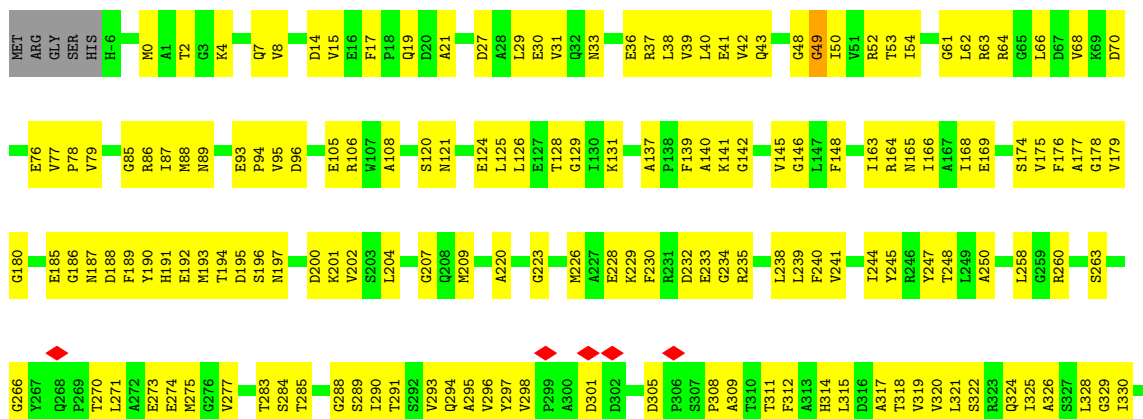 MET ARG GLY SER HIS H-6 M0 A1 T2 G3 K4 Q7 V8 D14 V15 E16 F17 P18 Q19 D20 A21 D27 A28 L29 E30 V31 Q32 N33 E36 R37 L38 V39 L40 E41 V42 Q43 G48 G49 I50 V51 R52 T53 I54 G61 L62 R63 R64 G65 L66 D67 V68 K69 D70
E76 V77 P78 V79 G85 R86 I87 M88 N89 E93 P94 V95 D96 E105 R106 W107 A108 S120 N121 E124 L125 L126 E127 T128 G129 I130 K131 A137 P138 F139 A140 K141 G142 V145 G146 L147 F148 I163 R164 N165 I166 A167 I168 E169 S174 V175 F176 A177 G178 V179
G180 E185 G186 N187 D188 F189 Y190 H191 E192 M193 T194 D195 S196 N197 D200 K201 V202 S203 L204 G207 Q208 M209 A220 G223 M226 A227 E228 K229 F230 R231 D232 E233 G234 R235 L238 L239 F240 V241 I244 Y245 R246 Y247 T248 L249 A250 L258 G259 R260 S263
G266 Y267 Q268 P269 T270 L271 A272 E273 E274 M275 G276 V277 T283 S284 T285 G288 S289 I290 T291 S292 V293 Q294 A295 V296 Y297 V298 P299 A300 D301 D302 D305 P306 S307 P308 A309 T310 T311 F312 A313 H314 L315 D316 A317 T318 V319 V320 L321 S322 R323 Q324 I325 A326 S327 L328 G329 I330